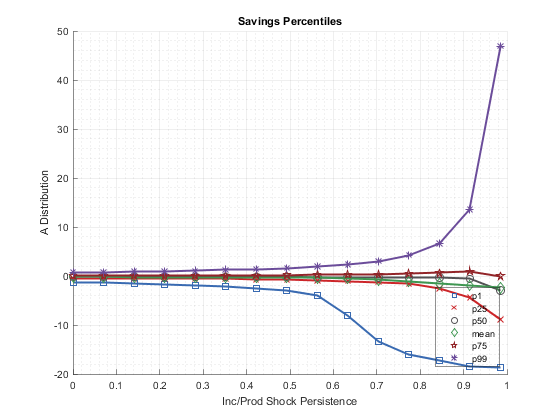 Savings Percentiles
50
40
30
20
10
0
-10
-20
A Distribution
p1
p25
p50
mean
p75
p99
0 0.1 0.2 0.3 0.4 0.5 0.6 0.7 0.8 0.9 1
Inc/Prod Shock Persistence